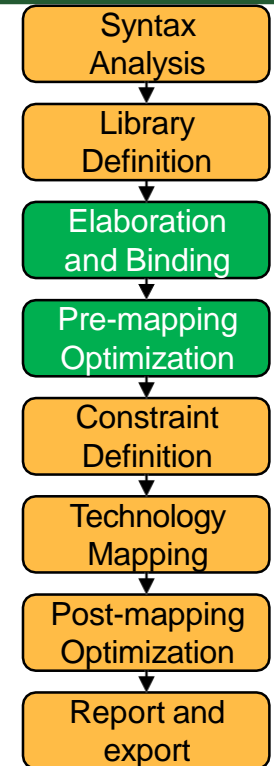 Syntax
Analysis
Library
Definition
Elaboration
and Binding
Pre-mapping
Optimization
Constraint
Definition
Technology
Mapping
Post-mapping
Optimization
Report and
export